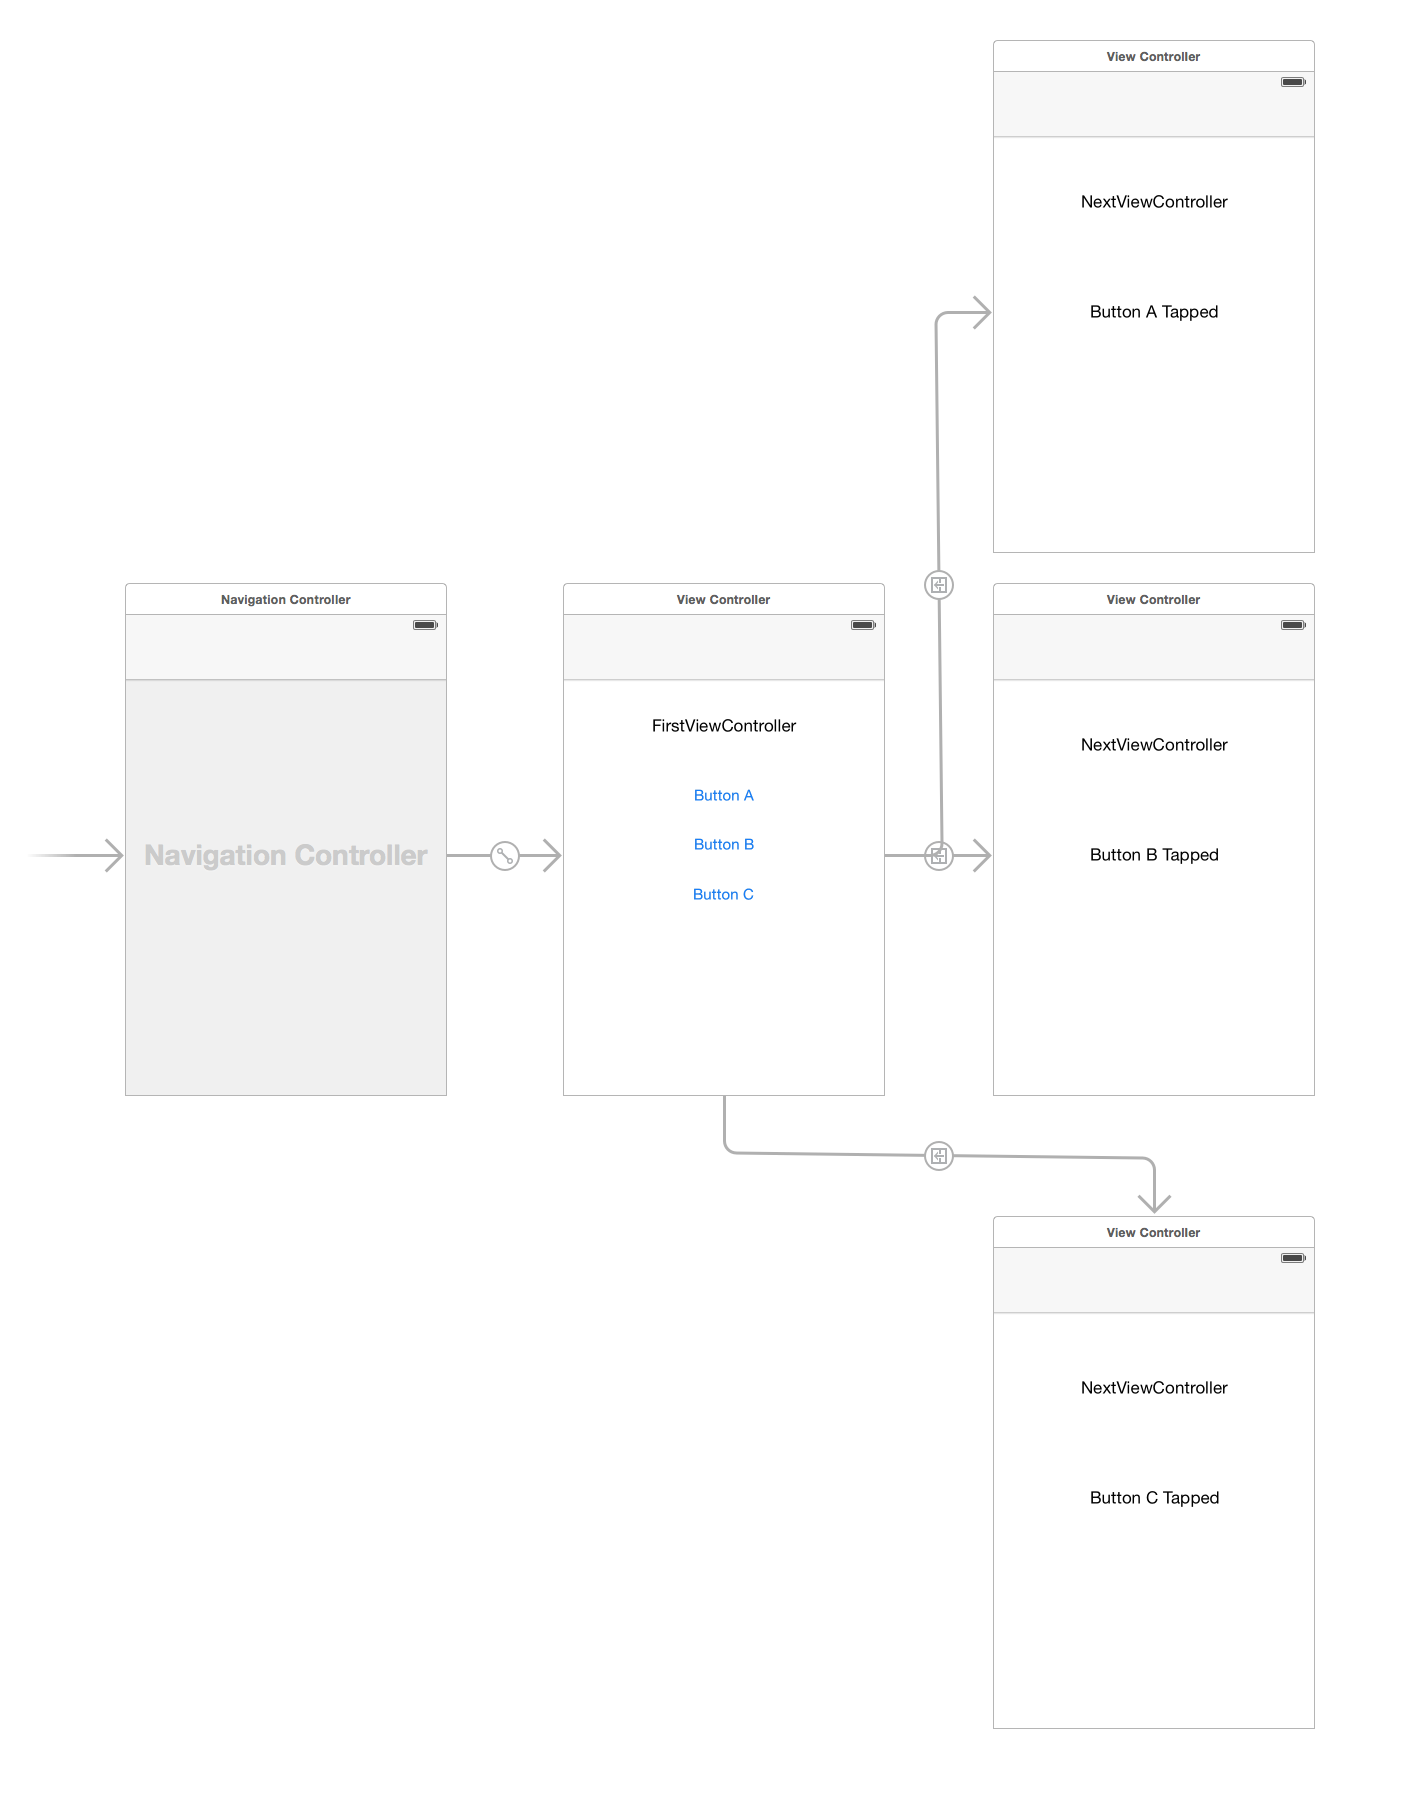 View Controller
NextViewController
Button A Tapped
Navigation Controller
Navigation Controller
View Controller
FirstViewController
Button A
Button B
Button C
View Controller
NextViewController
Button B Tapped
View Controller
NextViewController
Button C Tapped